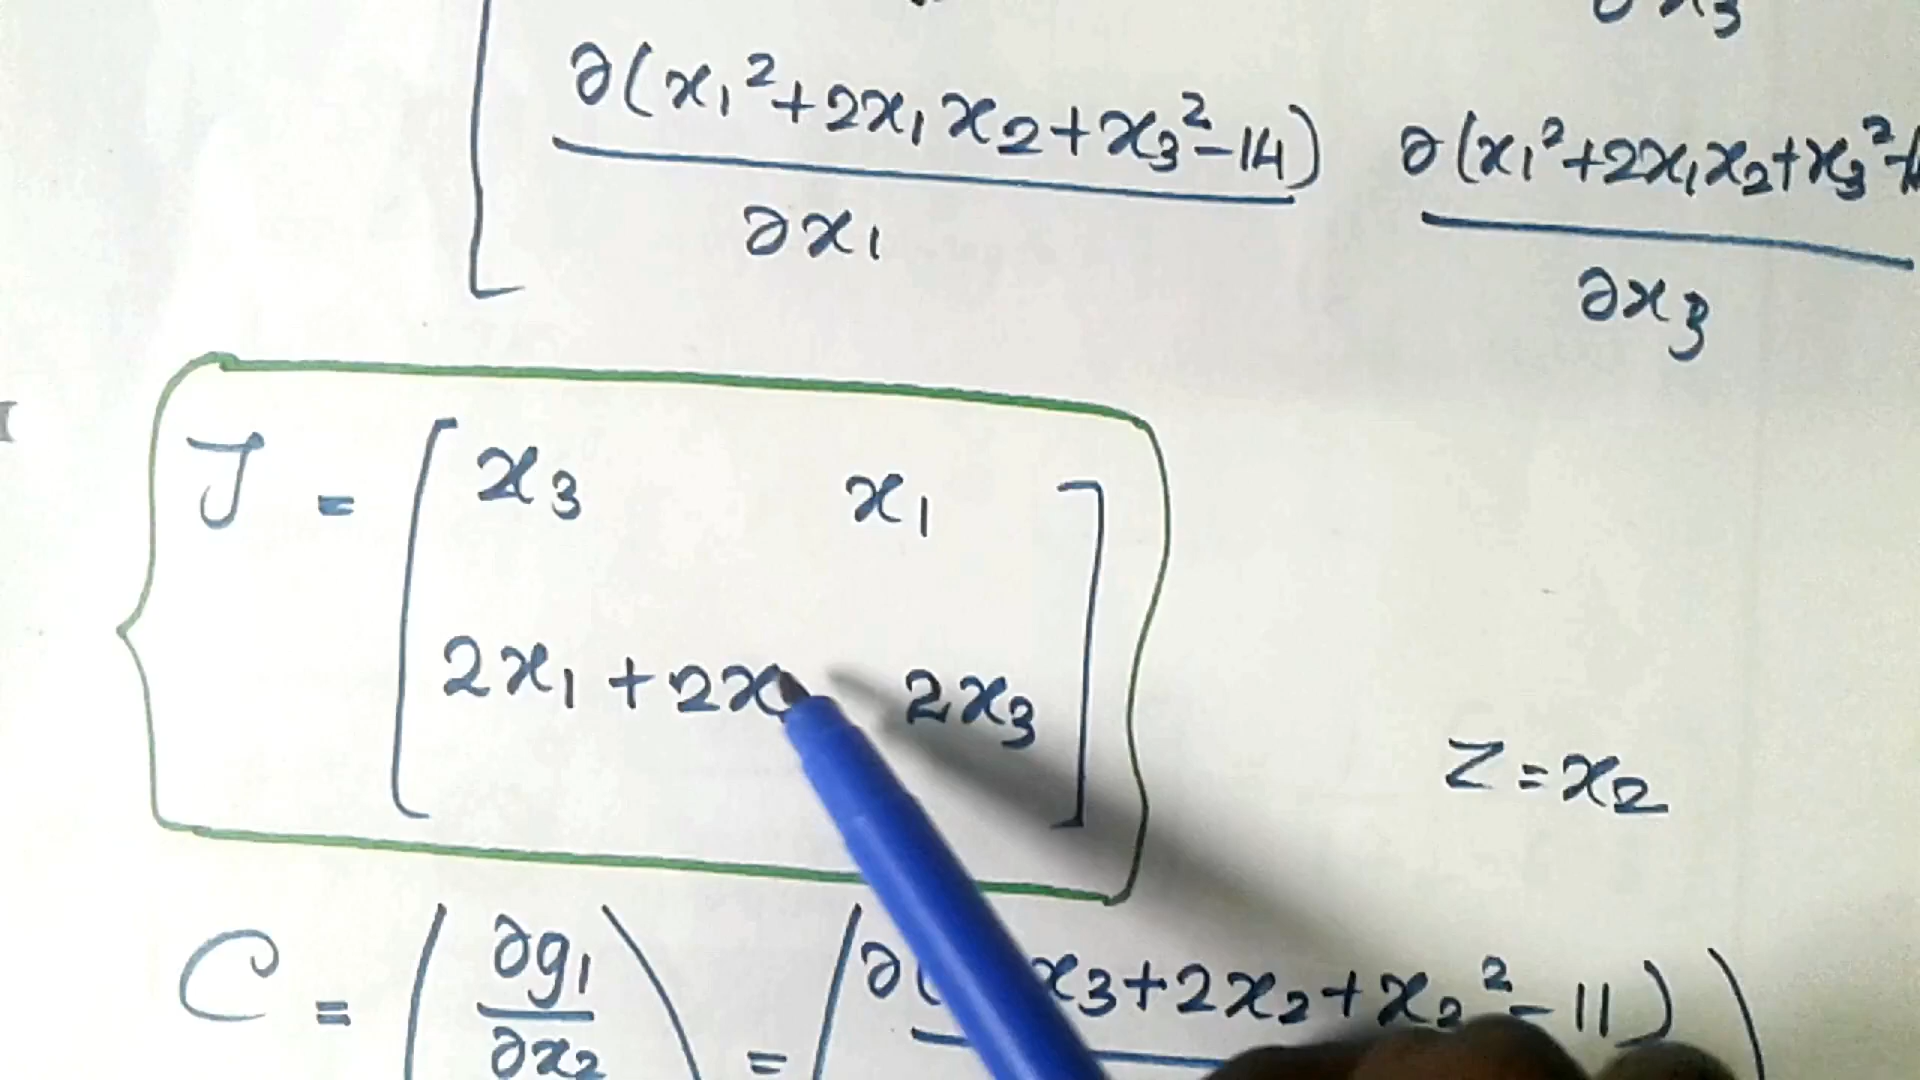 ∂x₃
∂(x₁²+2x₁x₂+x₃²-14) ∂(x₁²+2x₁x₂+x₃²-
∂x₁ ∂x₃
J = [ x₃ x₁ ]
2x₁ + 2x 2x₃
Z = x₂
C = ( ∂g₁ ) = ( ∂( x₃+2x₂+x₂²-11) )
∂x₂